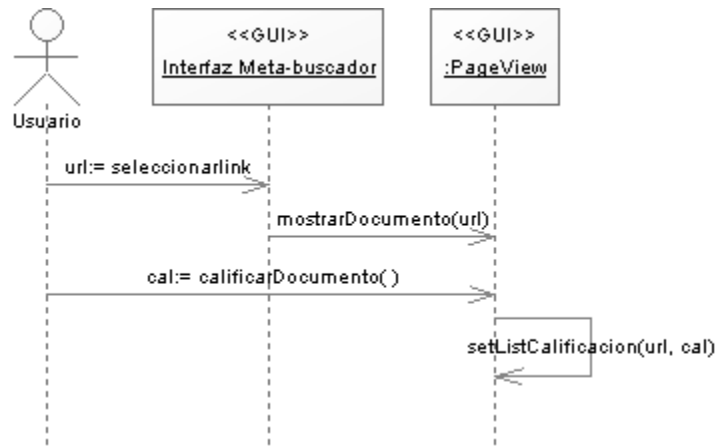 <<GUI>>
Interfaz Meta-buscador
<<GUI>>
:PageView
Usuario
url:= seleccionarlink
mostrarDocumento(url)
cal:= calificarDocumento( )
setListCalificacion(url, cal)